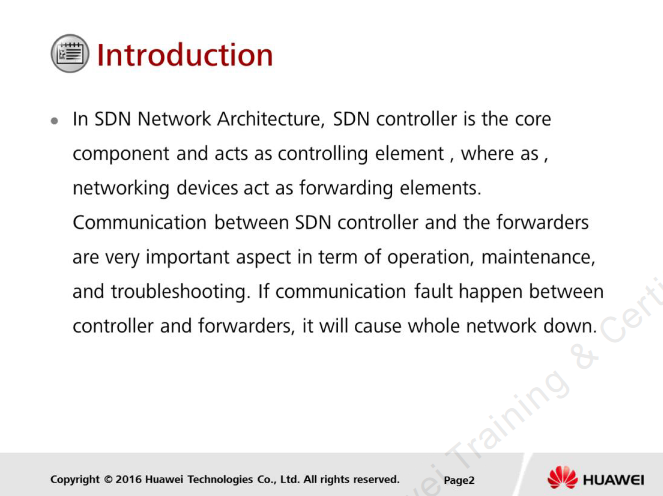 Introduction
In SDN Network Architecture, SDN controller is the core
component and acts as controlling element , where as ,
networking devices act as forwarding elements.
Communication between SDN controller and the forwarders
are very important aspect in term of operation, maintenance,
and troubleshooting. If communication fault happen between
controller and forwarders, it will cause whole network down.
Training & Certi
Copyright © 2016 Huawei Technologies Co., Ltd. All rights reserved.
Page2
HUAWEI